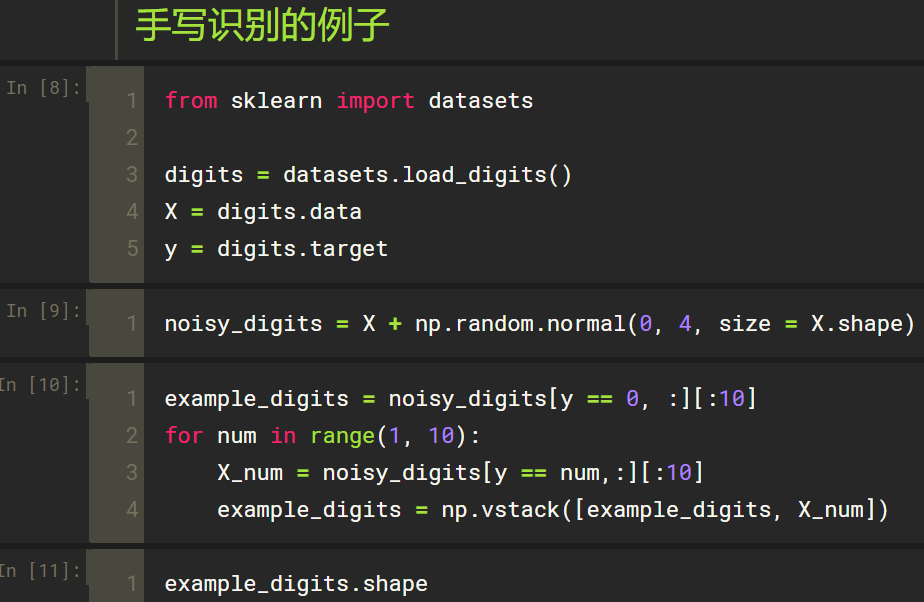 手写识别的例子
In [8]:
1 from sklearn import datasets
2
3 digits = datasets.load_digits()
4 X = digits.data
5 y = digits.target
In [9]:
1 noisy_digits = X + np.random.normal(0, 4, size = X.shape)
In [10]:
1 example_digits = noisy_digits[y == 0, :][:10]
2 for num in range(1, 10):
3     X_num = noisy_digits[y == num,:][:10]
4     example_digits = np.vstack([example_digits, X_num])
In [11]:
1 example_digits.shape